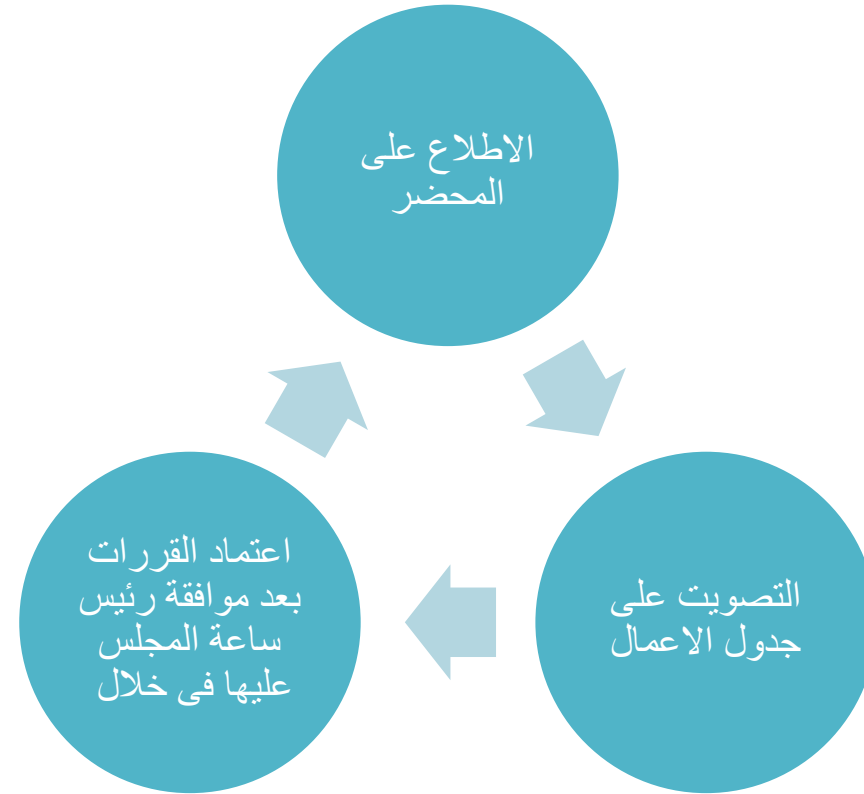 الاطلاع على
المحضر
التصويت على
جدول الاعمال
اعتماد القررات
بعد موافقة رئيس
ساعة المجلس
عليها فى خلال